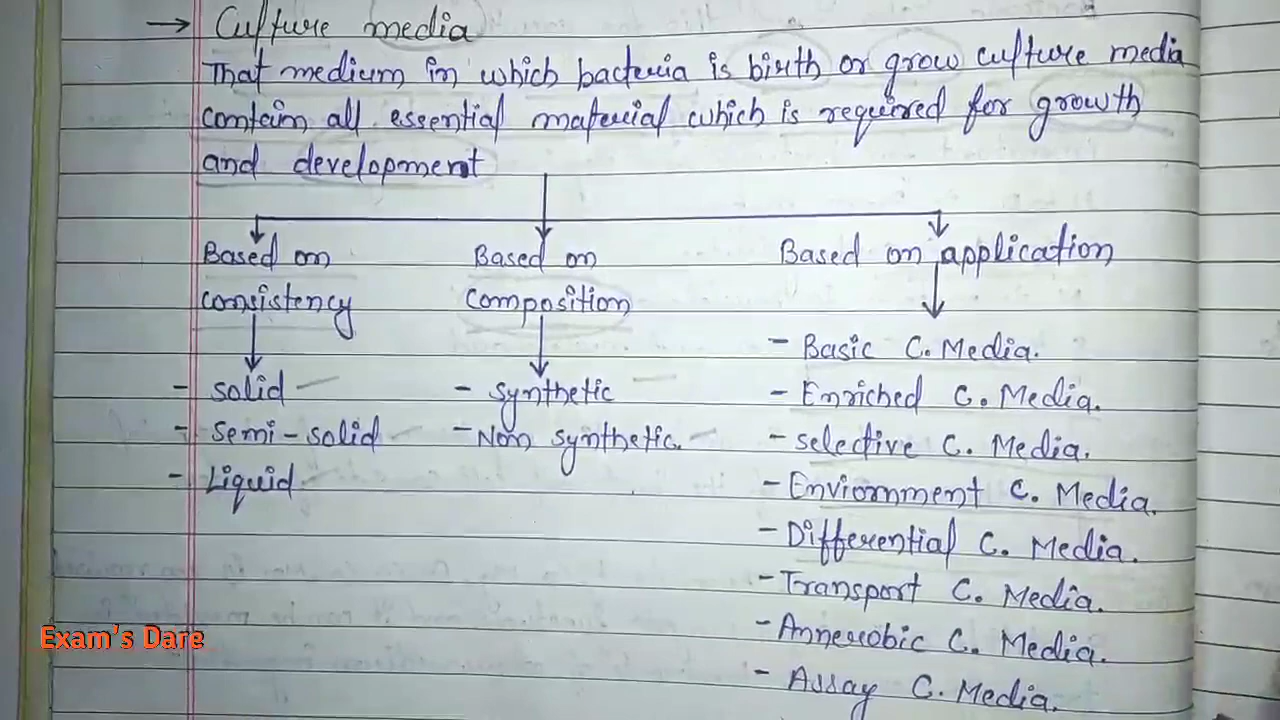 → Culture media
That medium in which bacteria is birth or grow culture media
contain all essential material which is required for growth
and development
Based on
consistency
- solid
- semi-solid
- Liquid
Based on
composition
- synthetic
- Non synthetic.
Based on application
- Basic C. Media.
- Enriched C. Media.
- selective C. Media.
- Enviornment C. Media.
- Differential C. Media.
- Transport C. Media.
- Annerobic C. Media.
- Assay C. Media.
Exam's Dare